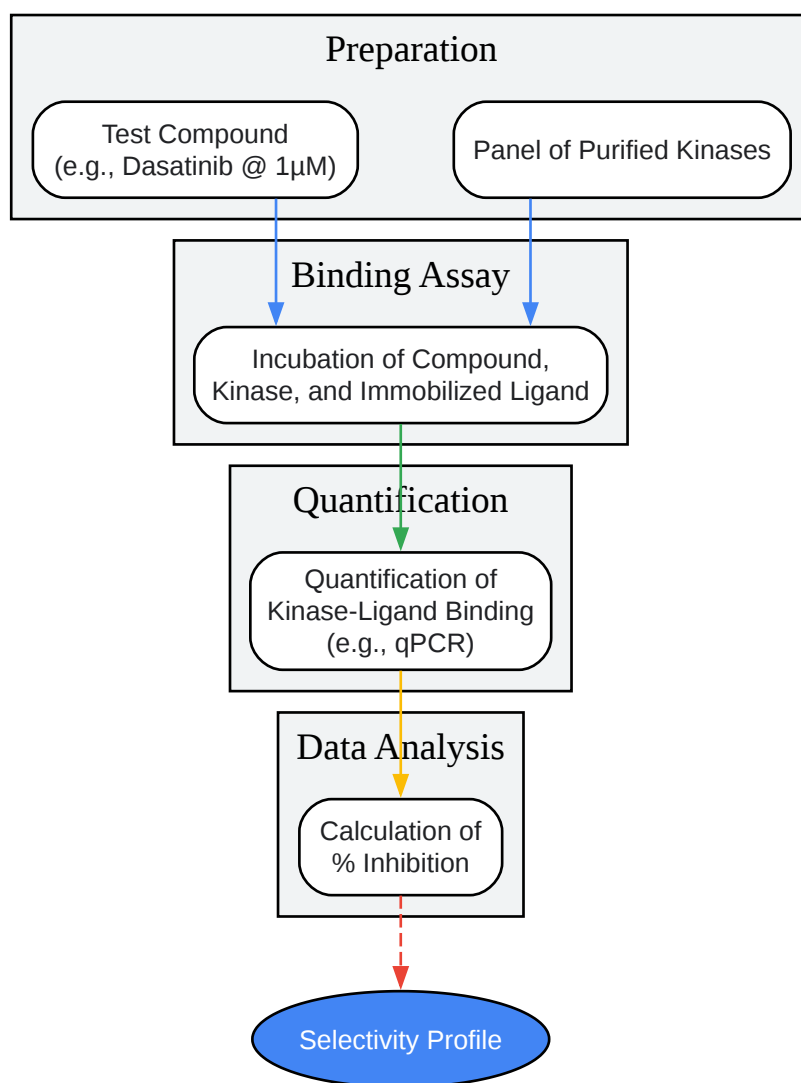 Preparation
Test Compound
(e.g., Dasatinib @ 1µM)
Panel of Purified Kinases
Binding Assay
Incubation of Compound,
Kinase, and Immobilized Ligand
Quantification
Quantification of
Kinase-Ligand Binding
(e.g., qPCR)
Data Analysis
Calculation of
% Inhibition
Selectivity Profile